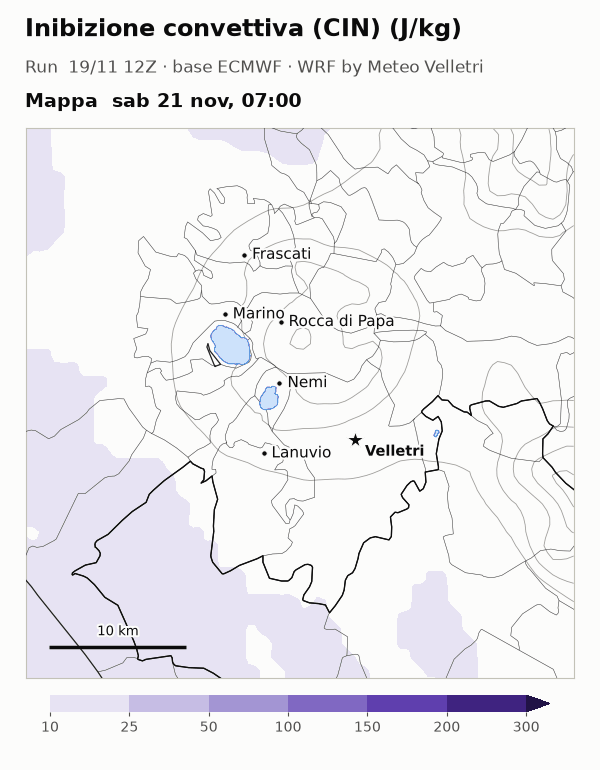 Inibizione convettiva (CIN) (J/kg)
Run  19/11 12Z · base ECMWF · WRF by Meteo Velletri
Mappa  sab 21 nov, 07:00
Frascati
Marino
Rocca di Papa
Nemi
Velletri
Lanuvio
10 km
10 25 50 100 150 200 300